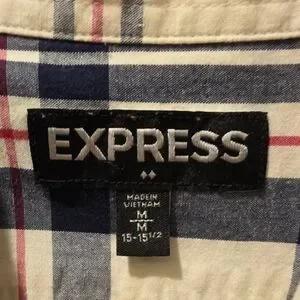 EXPRESS
MADE IN
VIETNAM
M
M
15-15 1/2